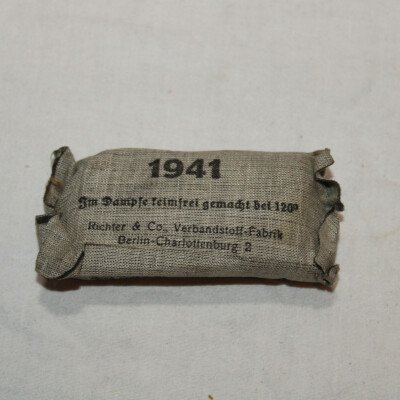 1941
Im Dampfe keimfrei gemacht bei 120°
Richter & Co., Verbandstoff-Fabrik
Berlin-Charlottenburg 2